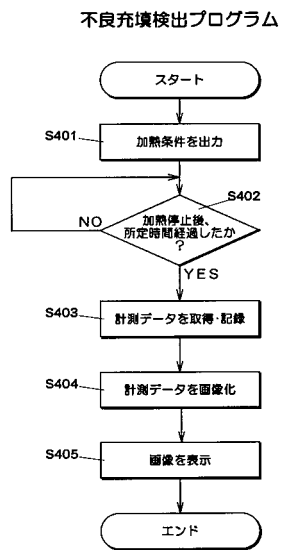 不良充填検出プログラム
スタート
S401
加熱条件を出力
S402
加熱停止後、
所定時間経過したか
?
NO
YES
S403
計測データを取得・記録
S404
計測データを画像化
S405
画像を表示
エンド